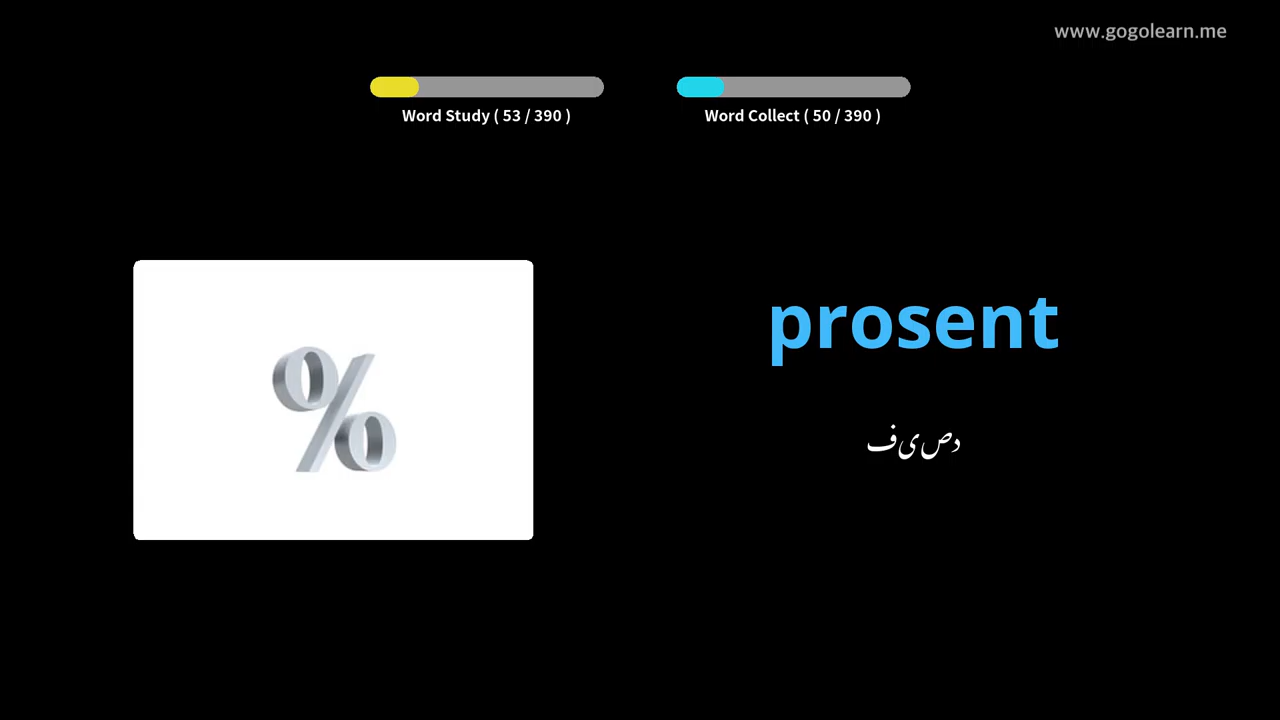 www.gogolearn.me
Word Study ( 53 / 390 )
Word Collect ( 50 / 390 )
prosent
فیصد